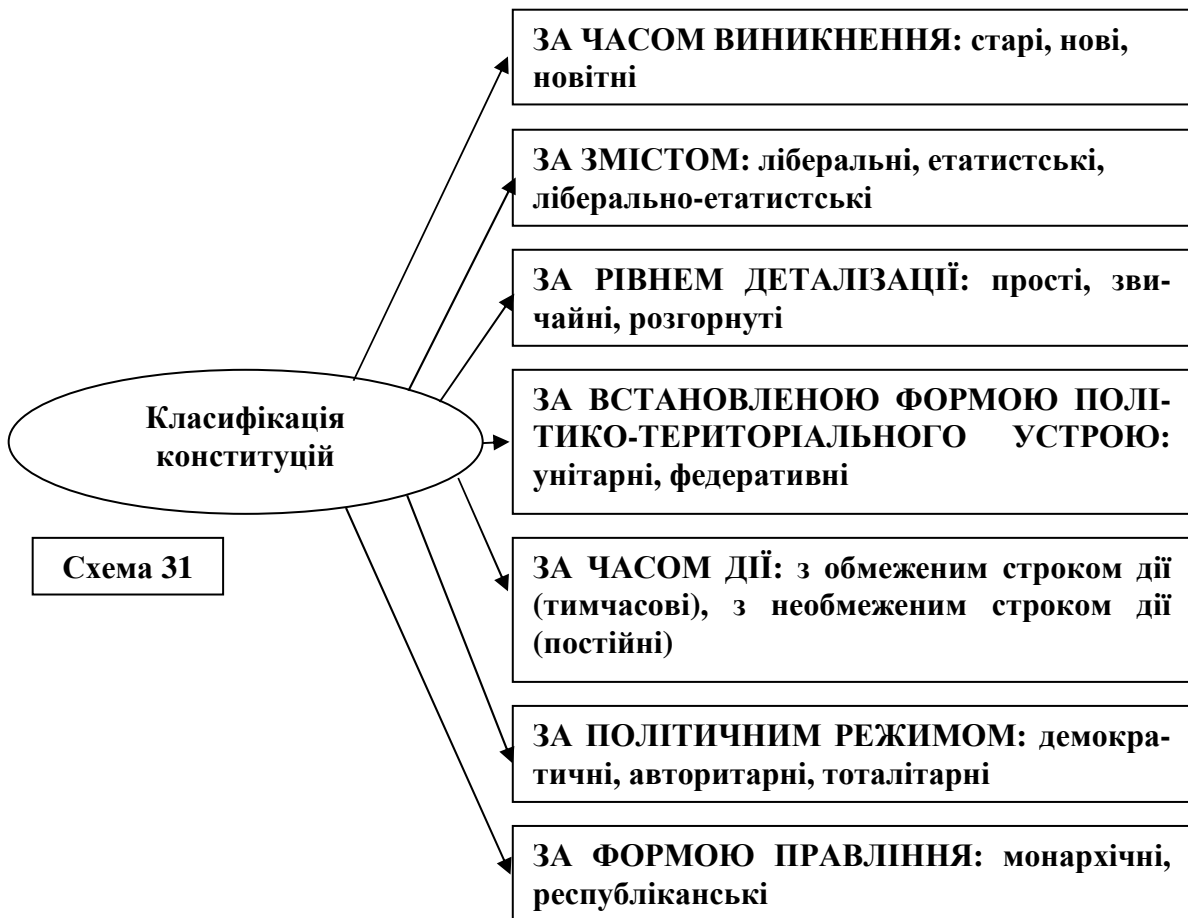 ЗА ЧАСОМ ВИНИКНЕННЯ: старі, нові,
новітні
ЗА ЗМІСТОМ: ліберальні, етатистські,
ліберально-етатистські
ЗА РІВНЕМ ДЕТАЛІЗАЦІЇ: прості, зви-
чайні, розгорнуті
Класифікація
конституцій
ЗА ВСТАНОВЛЕНОЮ ФОРМОЮ ПОЛІ-
ТИКО-ТЕРИТОРІАЛЬНОГО УСТРОЮ:
унітарні, федеративні
Схема 31
ЗА ЧАСОМ ДІЇ: з обмеженим строком дії
(тимчасові), з необмеженим строком дії
(постійні)
ЗА ПОЛІТИЧНИМ РЕЖИМОМ: демокра-
тичні, авторитарні, тоталітарні
ЗА ФОРМОЮ ПРАВЛІННЯ: монархічні,
республіканські